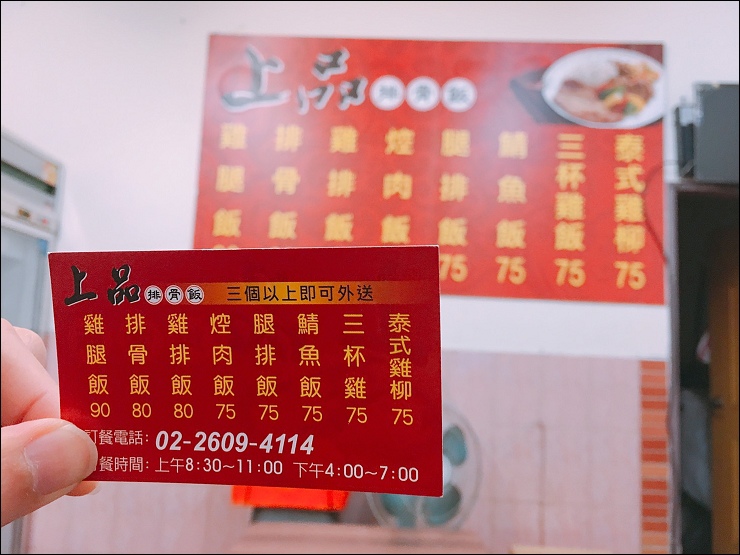 上品排骨飯
雞腿飯
排骨飯
雞排飯
焢肉飯
腿排飯 75
鯖魚飯 75
三杯雞飯 75
泰式雞柳 75
上品排骨飯 三個以上即可外送
雞腿飯 90
排骨飯 80
雞排飯 80
焢肉飯 75
腿排飯 75
鯖魚飯 75
三杯雞 75
泰式雞柳 75
訂餐電話: 02-2609-4114
餐時間: 上午8:30~11:00 下午4:00~7:00